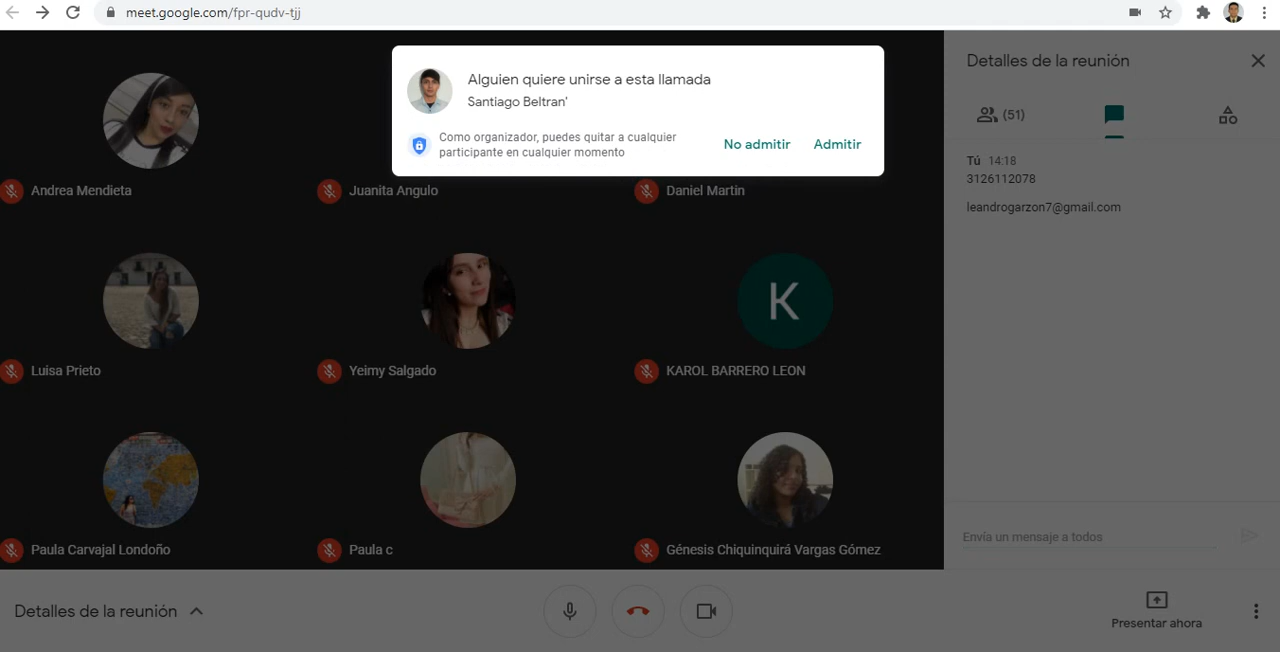 meet.google.com/fpr-qudv-tjj
Alguien quiere unirse a esta llamada
Santiago Beltran'
Como organizador, puedes quitar a cualquier
participante en cualquier momento
No admitir
Admitir
Andrea Mendieta
Juanita Angulo
Daniel Martin
Luisa Prieto
Yeimy Salgado
K
KAROL BARRERO LEON
Paula Carvajal Londoño
Paula c
Génesis Chiquinquirá Vargas Gómez
Detalles de la reunión
(51)
Tú 14:18
3126112078
leandrogarzon7@gmail.com
Envía un mensaje a todos
Detalles de la reunión
Presentar ahora